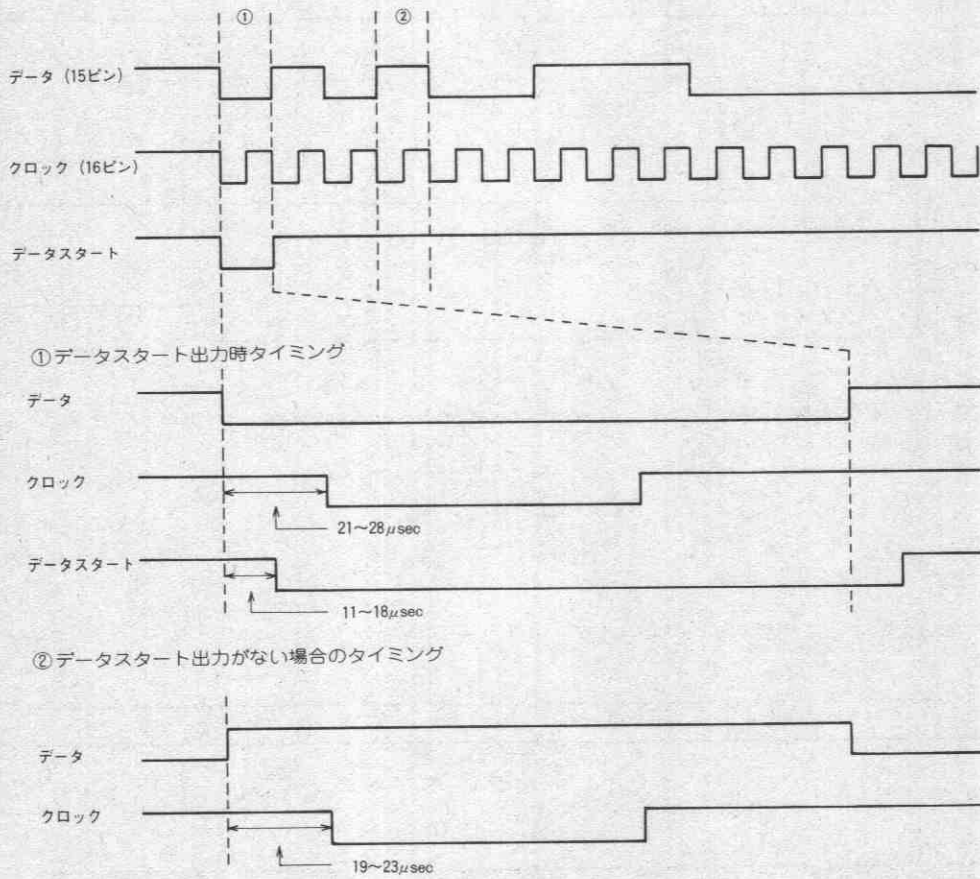 ① ②
データ (15ピン)
クロック (16ピン)
データスタート
①データスタート出力時タイミング
データ
クロック
21~28μsec
データスタート
11~18μsec
②データスタート出力がない場合のタイミング
データ
クロック
19~23μsec